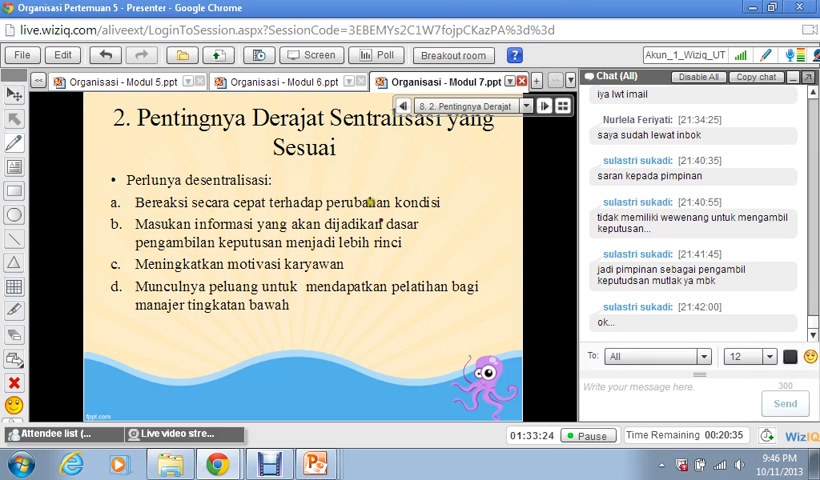 Organisasi Pertemuan 5 - Presenter - Google Chrome
live.wiziq.com/aliveext/LoginToSession.aspx?SessionCode=3EBEMYs2C1W7fojpCKazPA%3d%3d
File Edit Screen Poll Breakout room ? Akun_1_Wiziq_UT
Organisasi - Modul 5.ppt Organisasi - Modul 6.ppt Organisasi - Modul 7.ppt
8. 2. Pentingnya Derajat
2. Pentingnya Derajat Sentralisasi yang
Sesuai
• Perlunya desentralisasi:
a. Bereaksi secara cepat terhadap perubahan kondisi
b. Masukan informasi yang akan dijadikan dasar
pengambilan keputusan menjadi lebih rinci
c. Meningkatkan motivasi karyawan
d. Munculnya peluang untuk mendapatkan pelatihan bagi
manajer tingkatan bawah
fppt.com
Chat (All) Disable All Copy chat
iya lwt imail
Nurlela Feriyati: [21:34:25]
saya sudah lewat inbok
sulastri sukadi: [21:40:35]
saran kepada pimpinan
sulastri sukadi: [21:40:55]
tidak memiliki wewenang untuk mengambil
keputusan...
sulastri sukadi: [21:41:45]
jadi pimpinan sebagai pengambil
keputudsan mutlak ya mbk
sulastri sukadi: [21:42:00]
ok...
To: All 12
Write your message here. 300
Send
Attendee list (... Live video stre...
01:33:24 Pause Time Remaining 00:20:35 WizIQ
9:46 PM
10/11/2013